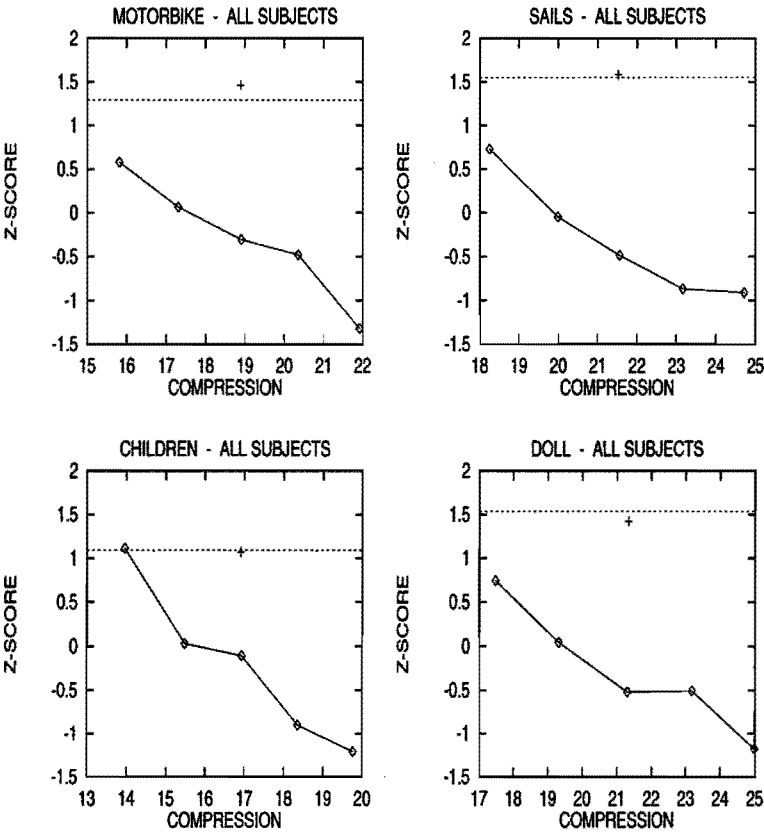 MOTORBIKE - ALL SUBJECTS
2
1.5
1
0.5
0
-0.5
-1
-1.5
Z-SCORE
15 16 17 18 19 20 21 22
COMPRESSION
SAILS - ALL SUBJECTS
2
1.5
1
0.5
0
-0.5
-1
-1.5
Z-SCORE
18 19 20 21 22 23 24 25
COMPRESSION
CHILDREN - ALL SUBJECTS
2
1.5
1
0.5
0
-0.5
-1
-1.5
Z-SCORE
13 14 15 16 17 18 19 20
COMPRESSION
DOLL - ALL SUBJECTS
2
1.5
1
0.5
0
-0.5
-1
-1.5
Z-SCORE
17 18 19 20 21 22 23 24 25
COMPRESSION